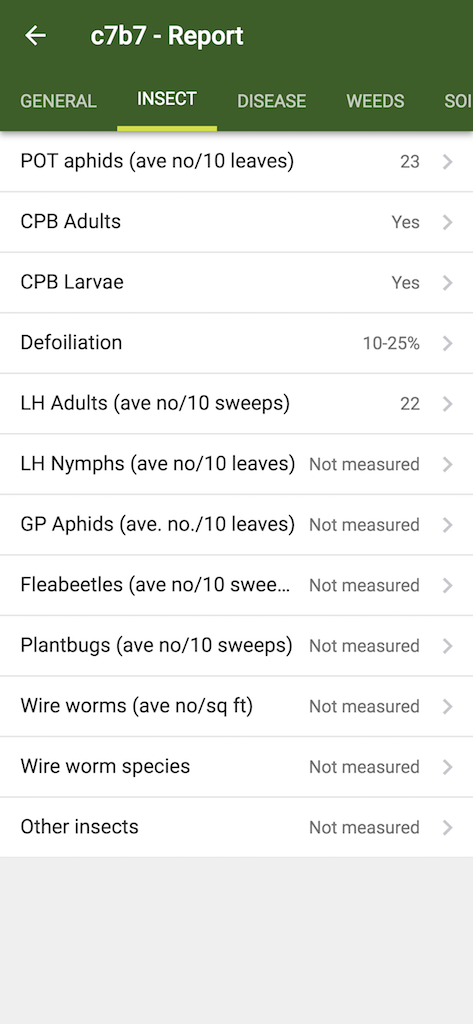 c7b7 - Report
GENERAL INSECT DISEASE WEEDS SOI
POT aphids (ave no/10 leaves) 23
CPB Adults Yes
CPB Larvae Yes
Defoiliation 10-25%
LH Adults (ave no/10 sweeps) 22
LH Nymphs (ave no/10 leaves) Not measured
GP Aphids (ave. no./10 leaves) Not measured
Fleabeetles (ave no/10 swee... Not measured
Plantbugs (ave no/10 sweeps) Not measured
Wire worms (ave no/sq ft) Not measured
Wire worm species Not measured
Other insects Not measured